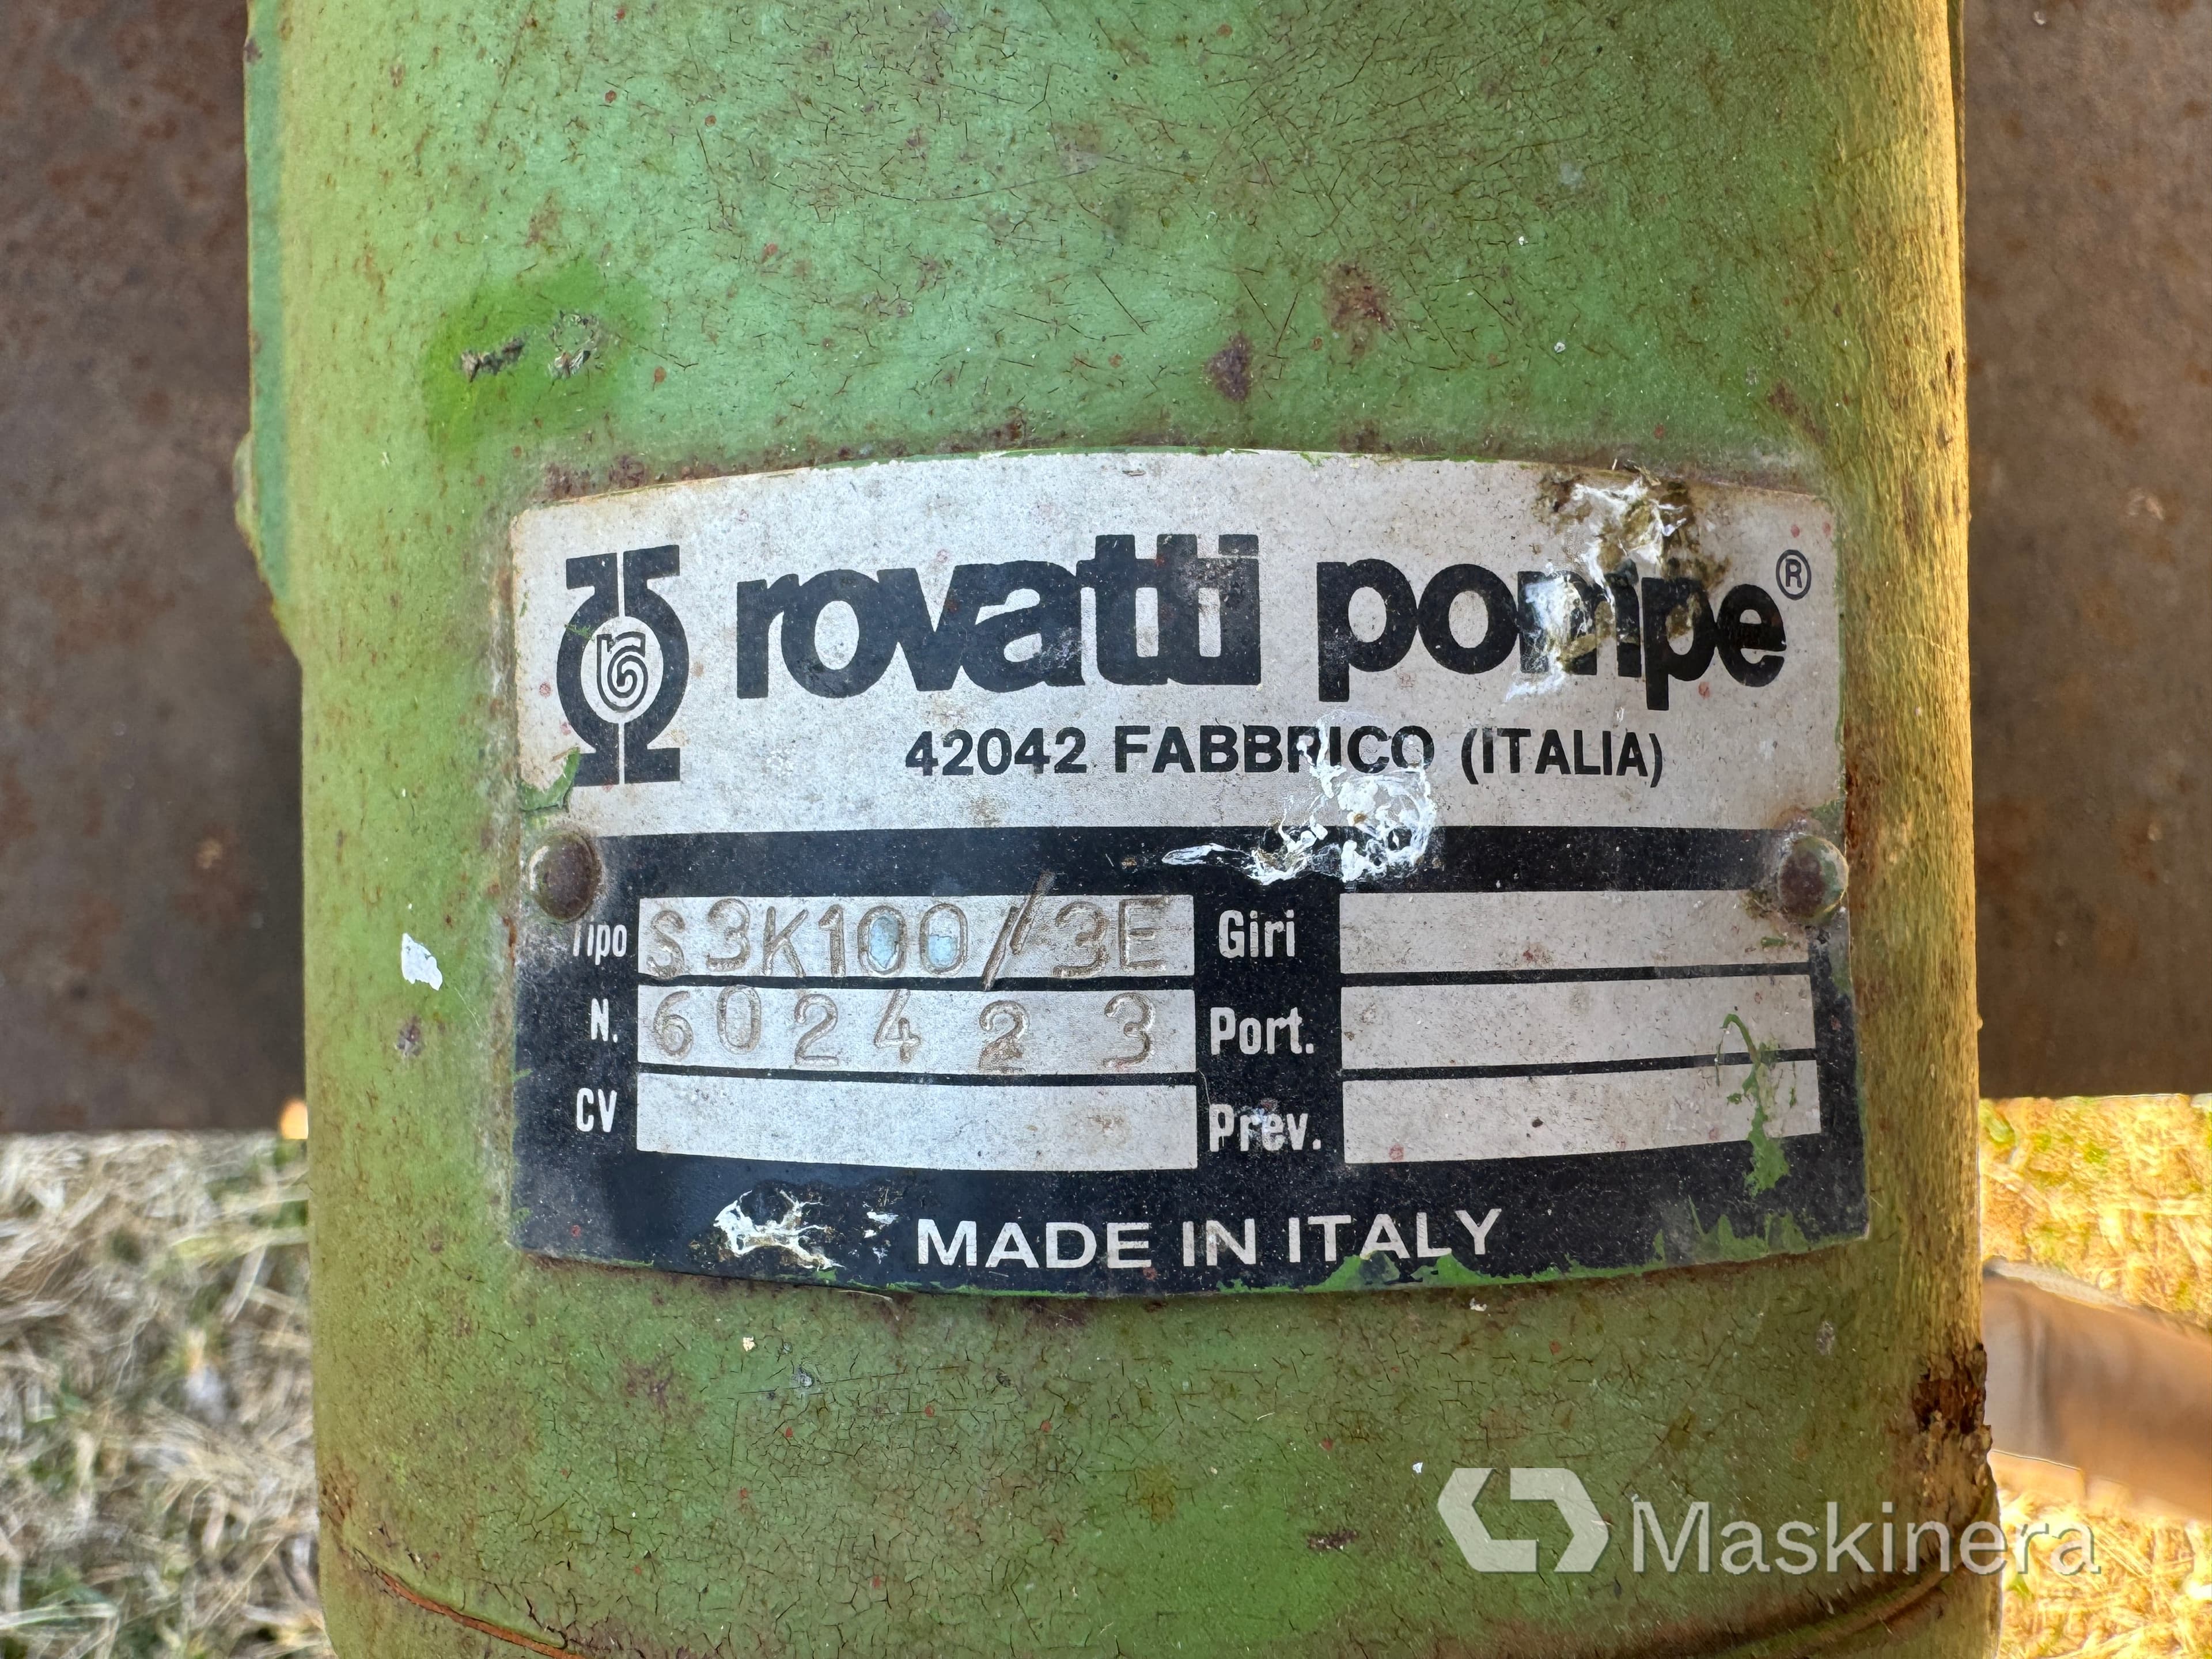 rovatti pompe®
42042 FABBRICO (ITALIA)
Tipo S3K100/3E Giri
N. 602423 Port.
CV Prev.
MADE IN ITALY
Maskinera